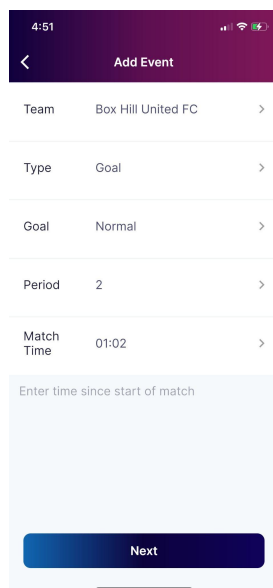 4:51
Add Event
Team Box Hill United FC
Type Goal
Goal Normal
Period 2
Match
Time 01:02
Enter time since start of match
Next